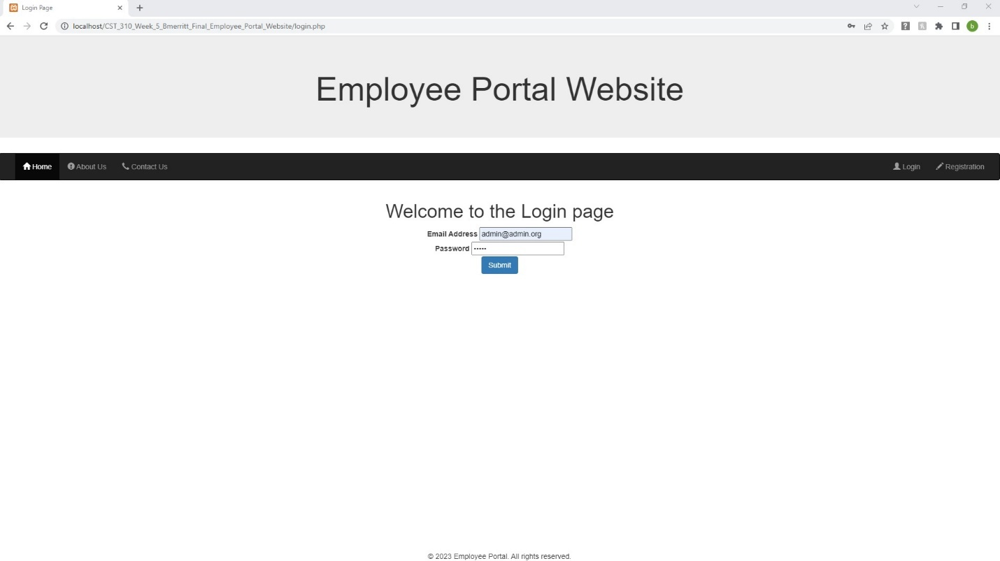 Login Page
localhost/CST_310_Week_5_Bmerritt_Final_Employee_Portal_Website/login.php
b
Employee Portal Website
Home About Us Contact Us Login Registration
Welcome to the Login page
Email Address admin@admin.org
Password •••••
Submit
© 2023 Employee Portal. All rights reserved.